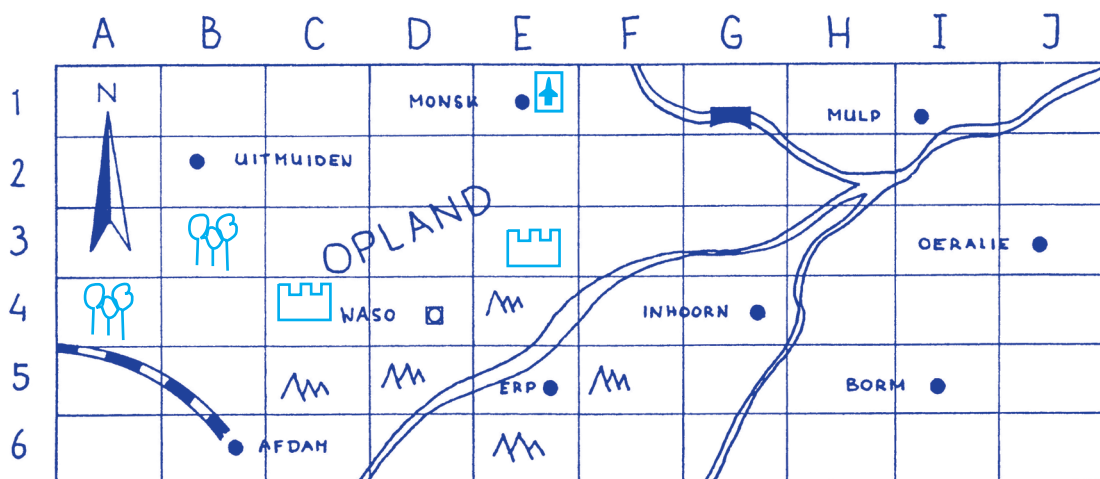 A B C D E F G H I J
N
1 MONSK MULP
2 UITMUIDEN
OPLAND
3 OERALIE
4 WASO INHOORN
5 ERP BORM
6 AFDAM